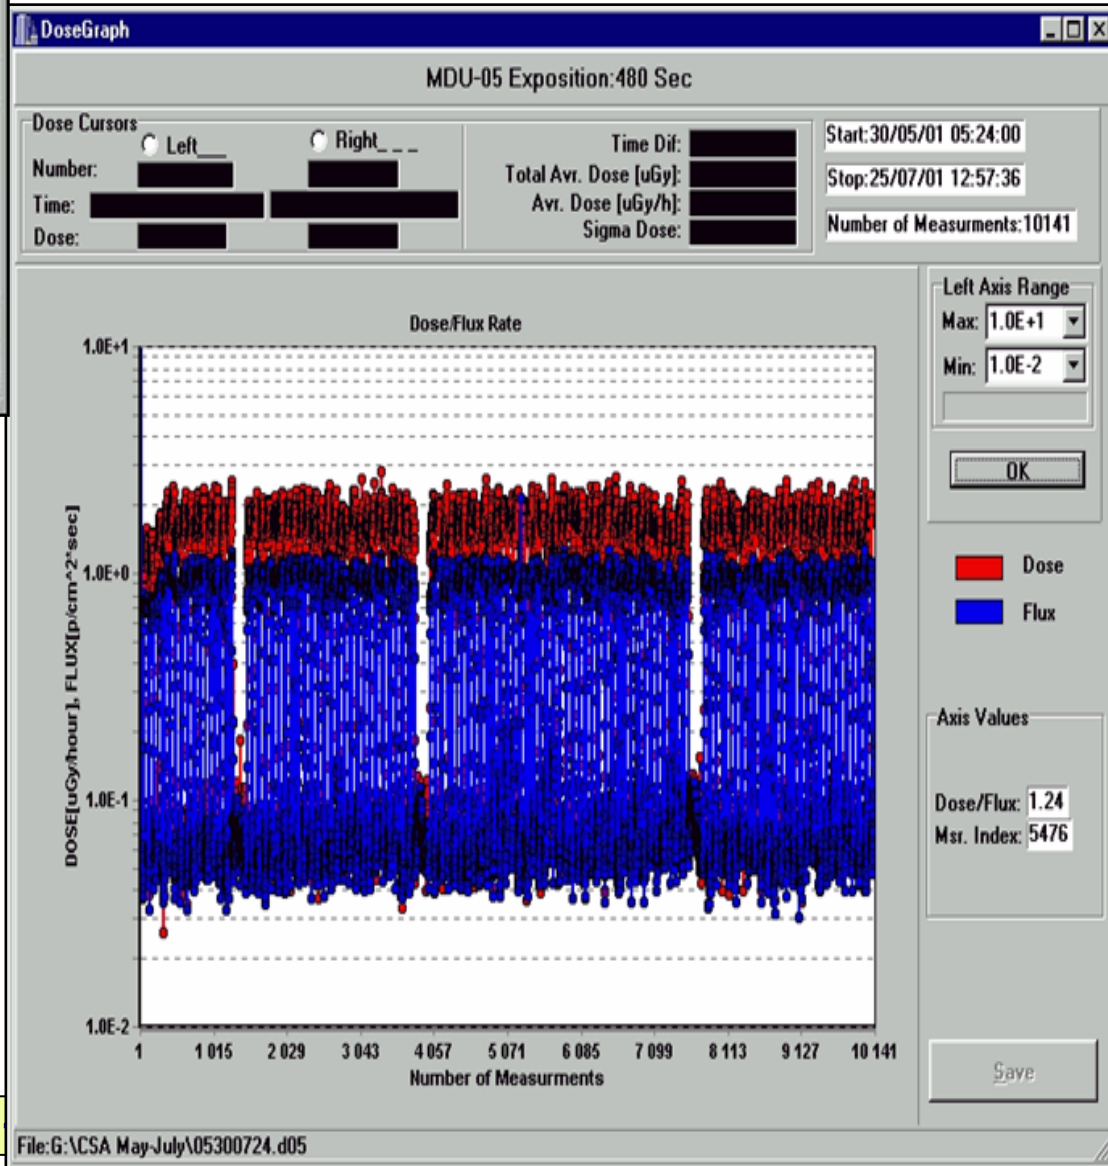 DoseGraph
MDU-05 Exposition:480 Sec
Dose Cursors
Left___
Right_ _ _
Number:
Time:
Dose:
Time Dif:
Total Avr. Dose [uGy]:
Avr. Dose [uGy/h]:
Sigma Dose:
Start:30/05/01 05:24:00
Stop:25/07/01 12:57:36
Number of Measurments:10141
Left Axis Range
Max: 1.0E+1
Min: 1.0E-2
OK
Dose
Flux
Axis Values
Dose/Flux: 1.24
Msr. Index: 5476
Save
Dose/Flux Rate
DOSE[uGy/hour], FLUX[p/cm^2*sec]
1.0E+1
1.0E+0
1.0E-1
1.0E-2
1 1 015 2 029 3 043 4 057 5 071 6 085 7 099 8 113 9 127 10 141
Number of Measurments
File:G:\CSA May-July\05300724.d05